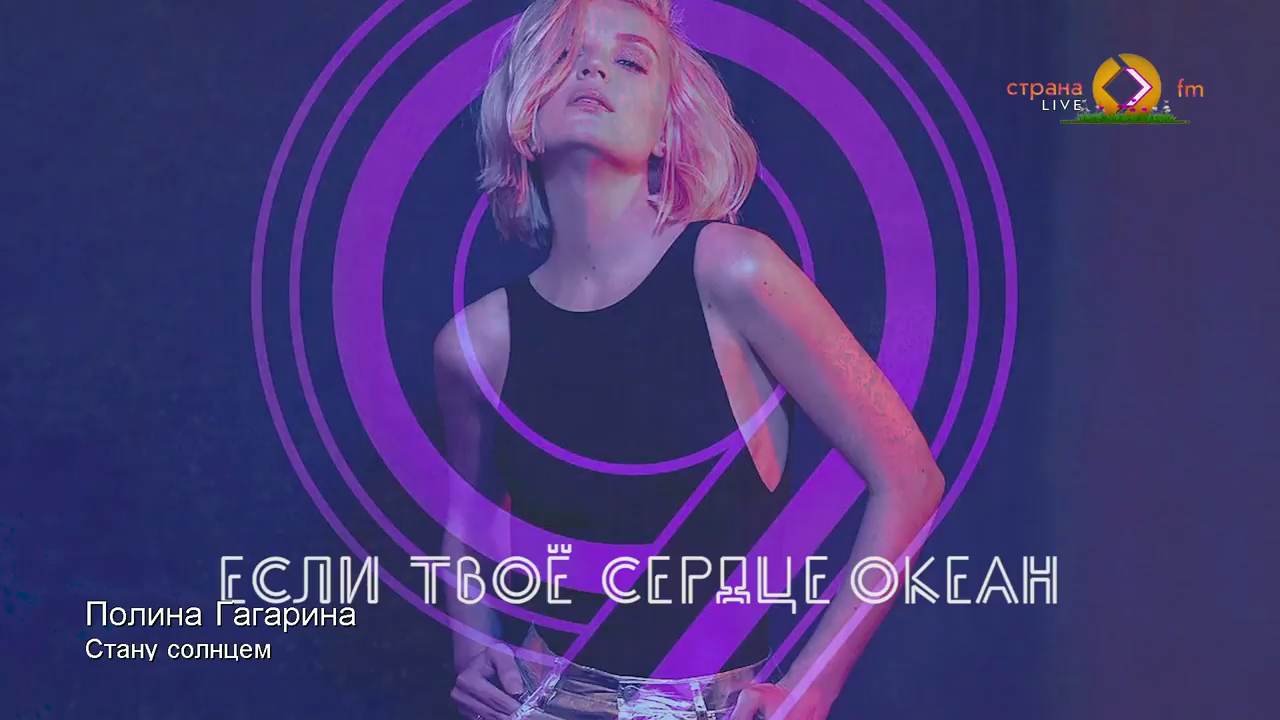 страна fm
LIVE
ЕСЛИ ТВОЁ СЕРДЦЕ ОКЕАН
Полина Гагарина
Стану солнцем